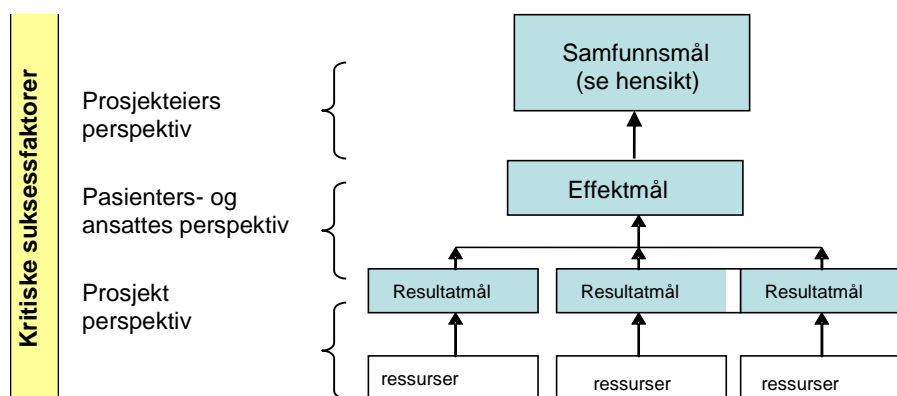 Kritiske suksessfaktorer
Samfunnsmål
(se hensikt)
Prosjekteiers
perspektiv
Effektmål
Pasienters- og
ansattes perspektiv
Resultatmål
Resultatmål
Resultatmål
Prosjekt
perspektiv
ressurser
ressurser
ressurser